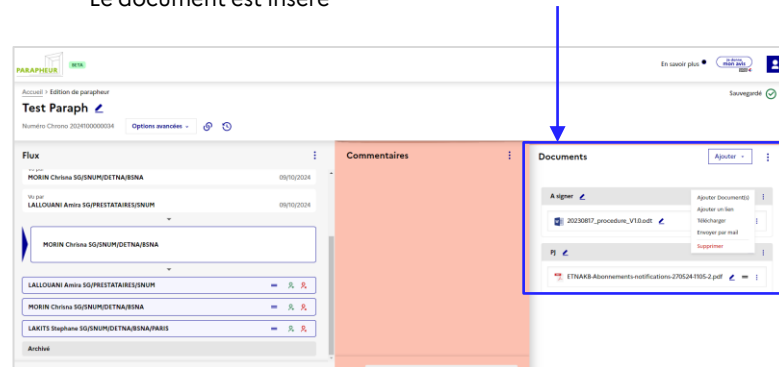 Le document est inséré
PARAPHEUR
BETA
En savoir plus
Je donne
mon avis
Accueil > Edition de parapheur
Sauvegardé
Test Paraph
Numéro Chrono 2024100000034
Options avancées
Flux
MORIN Chrisna SG/SNUM/DETNA/BSNA
09/10/2024
Vu par
LALLOUANI Amira SG/PRESTATAIRES/SNUM
09/10/2024
MORIN Chrisna SG/SNUM/DETNA/BSNA
LALLOUANI Amira SG/PRESTATAIRES/SNUM
MORIN Chrisna SG/SNUM/DETNA/BSNA
LAKITS Stephane SG/SNUM/DETNA/BSNA/PARIS
Archivé
Commentaires
Documents
Ajouter
A signer
20230817_procedure_V1.0.odt
Ajouter Document(s)
Ajouter un lien
Télécharger
Envoyer par mail
Supprimer
PJ
ETNAKB-Abonnements-notifications-270524-1105-2.pdf